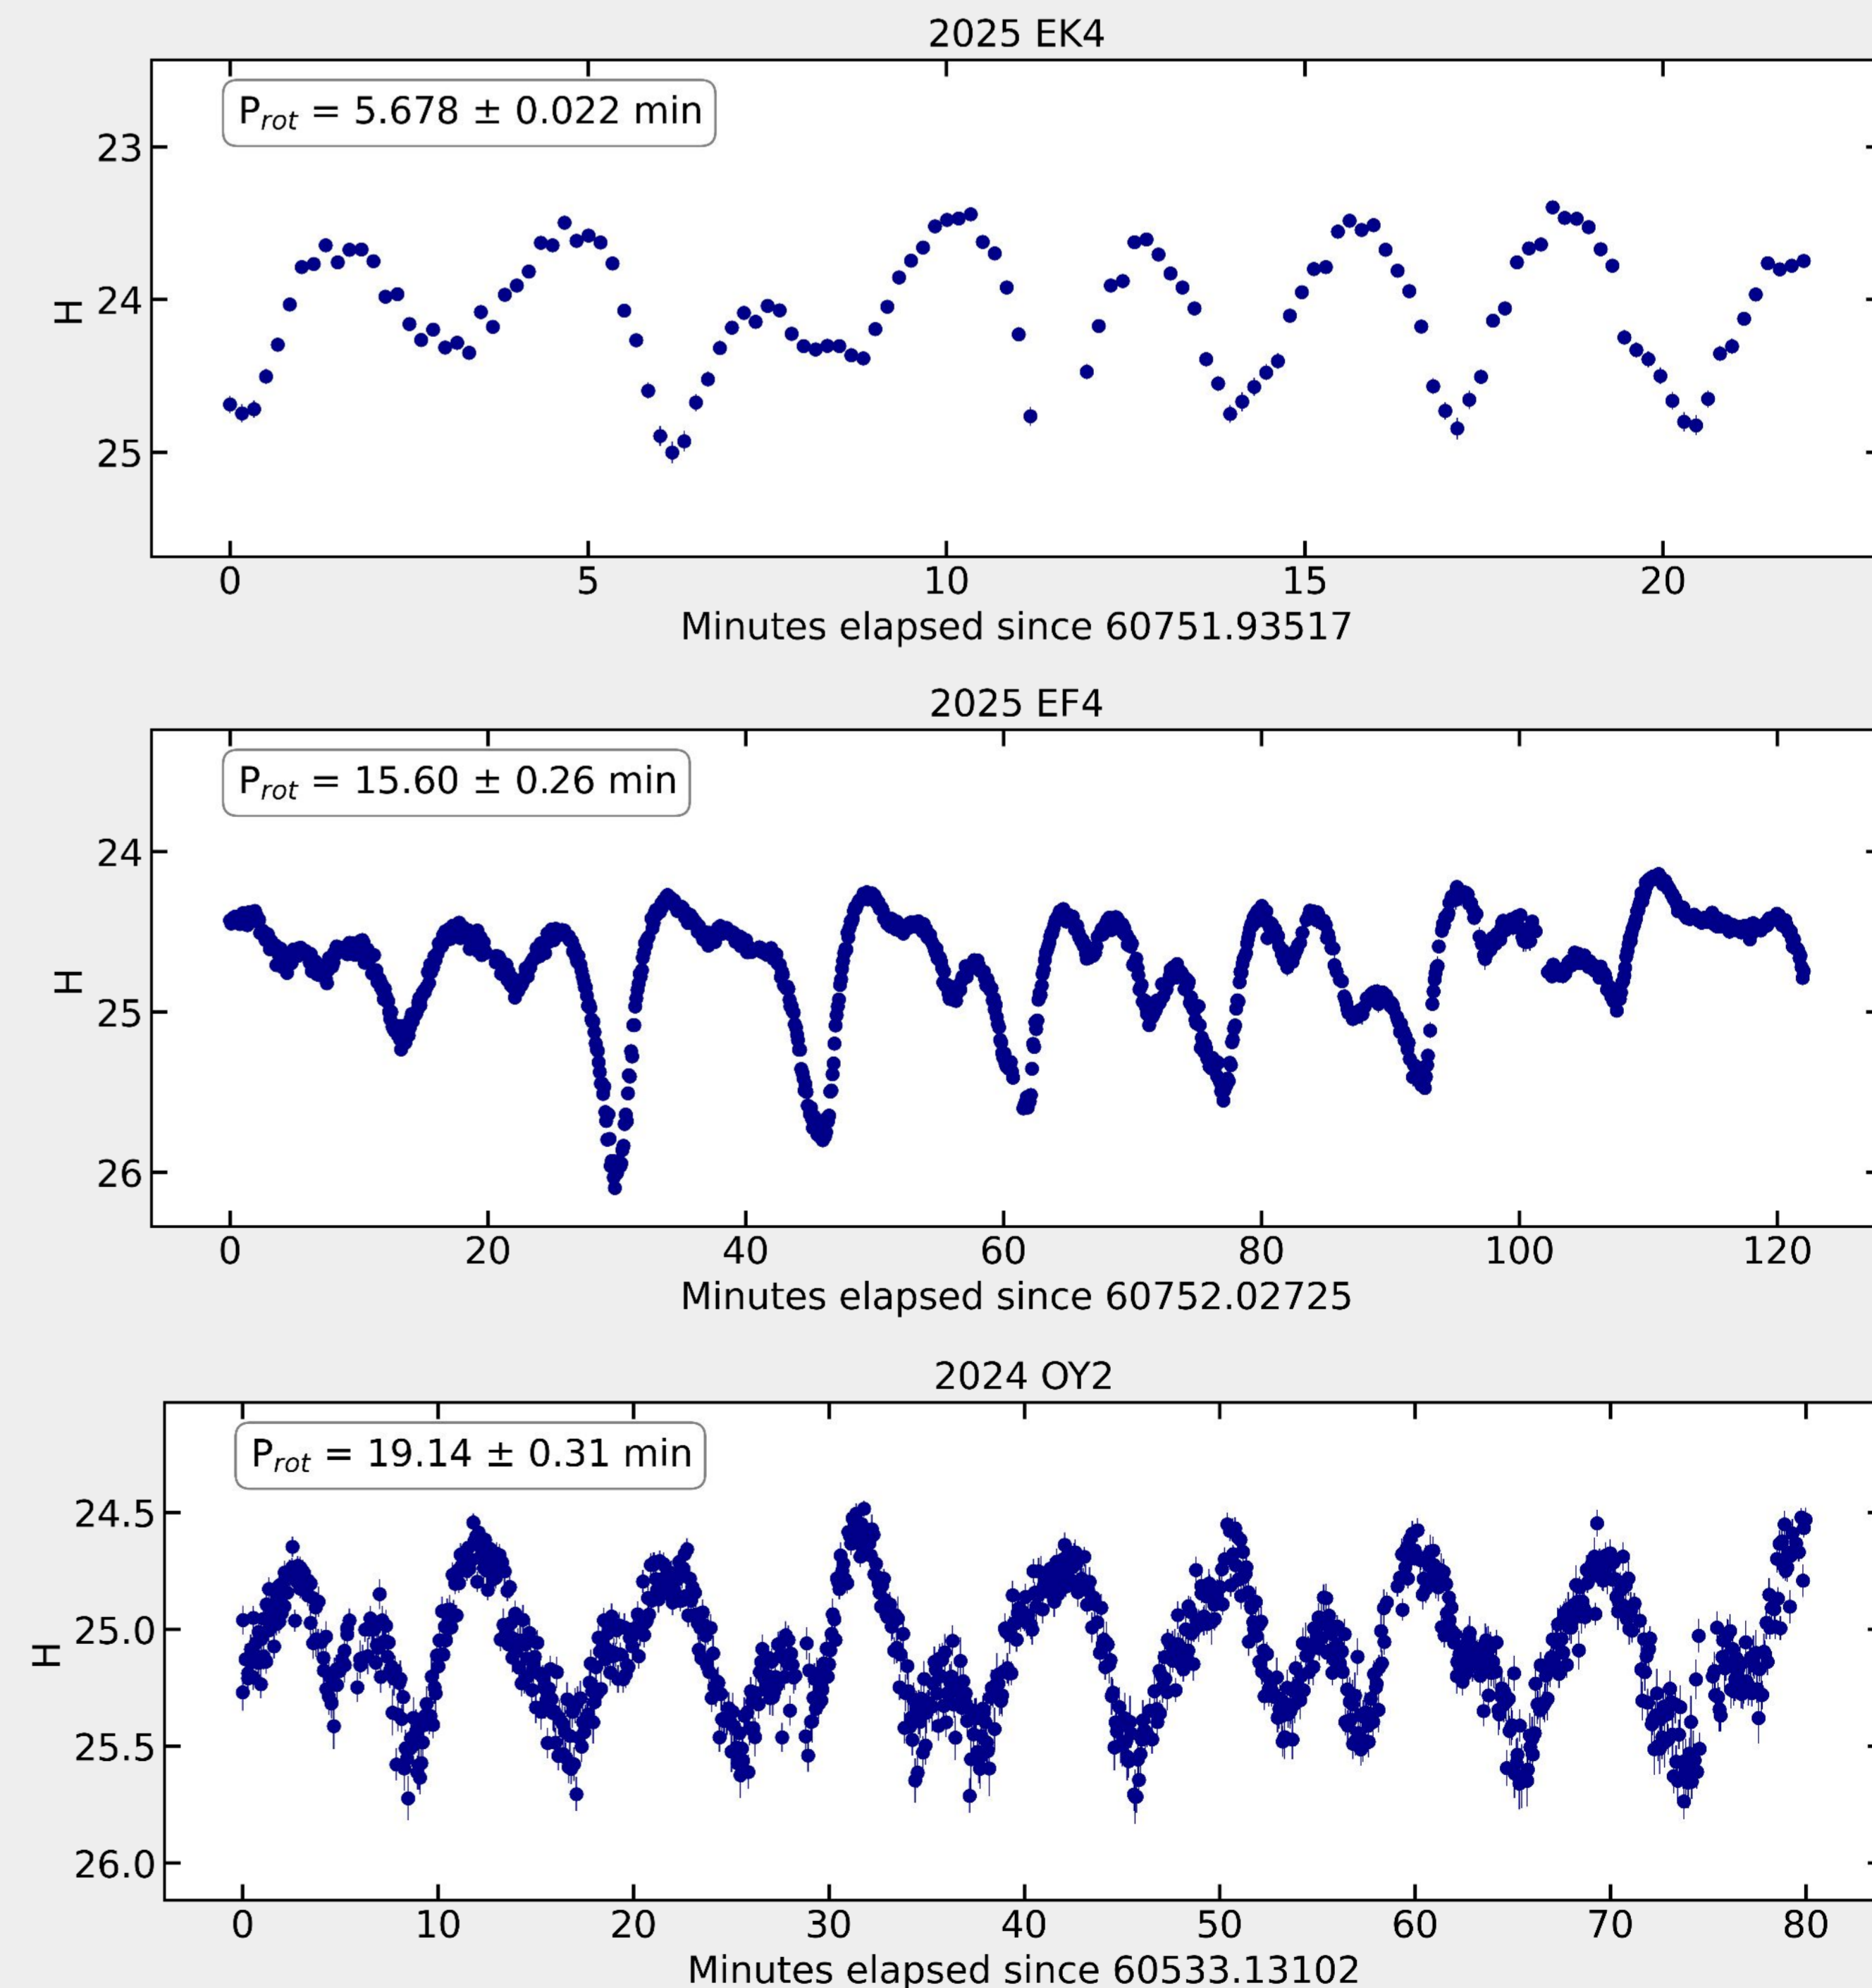 2025 EK4
P_rot = 5.678 ± 0.022 min
23
24
25
H
0 5 10 15 20
Minutes elapsed since 60751.93517
2025 EF4
P_rot = 15.60 ± 0.26 min
24
25
26
H
0 20 40 60 80 100 120
Minutes elapsed since 60752.02725
2024 OY2
P_rot = 19.14 ± 0.31 min
24.5
25.0
25.5
26.0
H
0 10 20 30 40 50 60 70 80
Minutes elapsed since 60533.13102